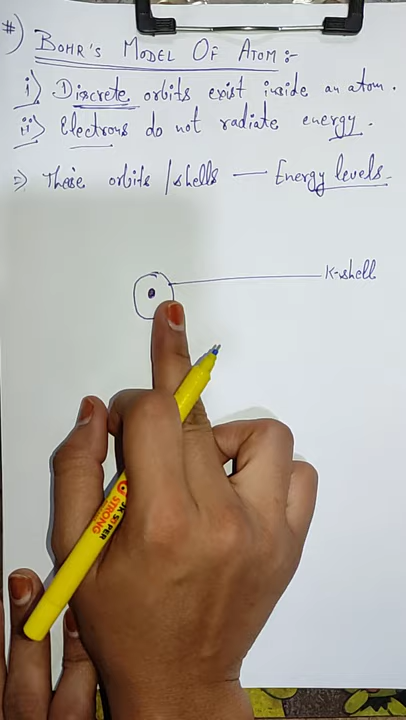 #) BOHR'S MODEL OF ATOM :-
i) Discrete orbits exist inside an atom.
ii) Electrons do not radiate energy.
=> These orbits / shells — Energy levels.
K-shell
STRONG